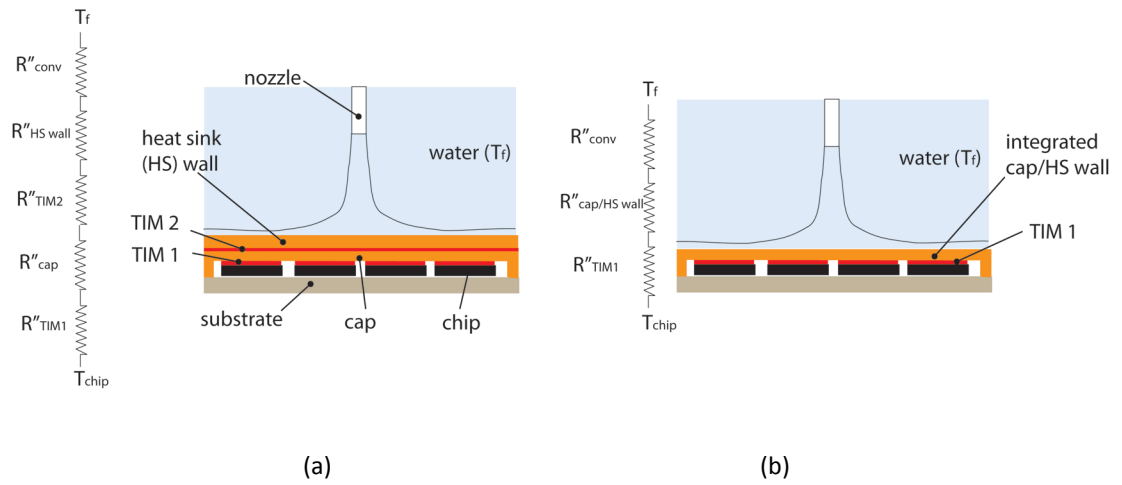 Tf
R”conv
R”HS wall
R”TIM2
R”cap
R”TIM1
Tchip
nozzle
heat sink
(HS) wall
water (Tf)
TIM 2
TIM 1
substrate
cap
chip
(a)
Tf
R”conv
R”cap/HS wall
R”TIM1
Tchip
water (Tf)
integrated
cap/HS wall
TIM 1
(b)